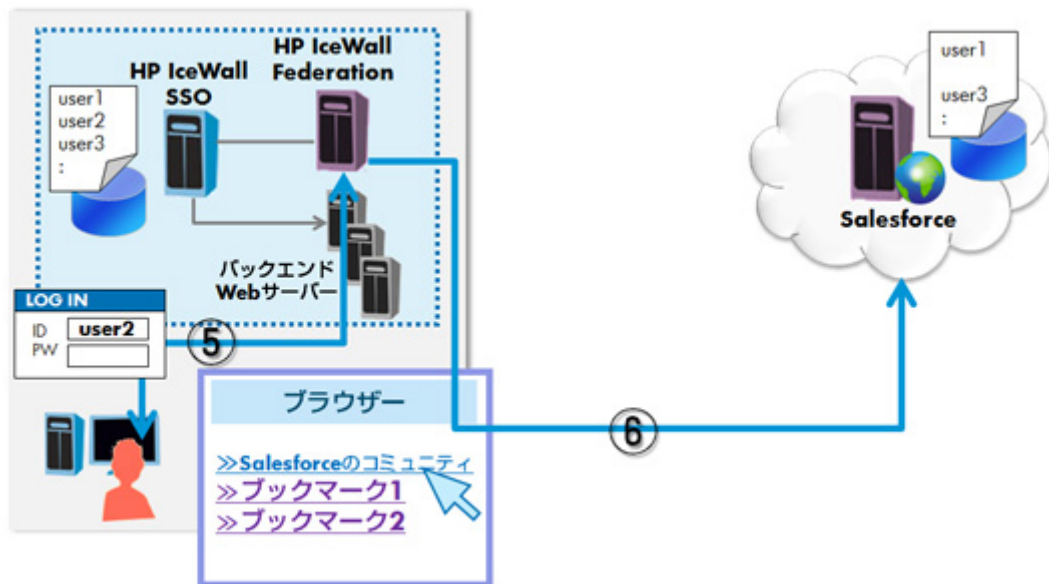 HP IceWall
Federation
HP IceWall
SSO
user1
user2
user3
:
バックエンド
Webサーバー
LOG IN
ID user2
PW
⑤
ブラウザー
≫Salesforceのコミュニティ
≫ブックマーク1
≫ブックマーク2
⑥
user1
user3
:
Salesforce